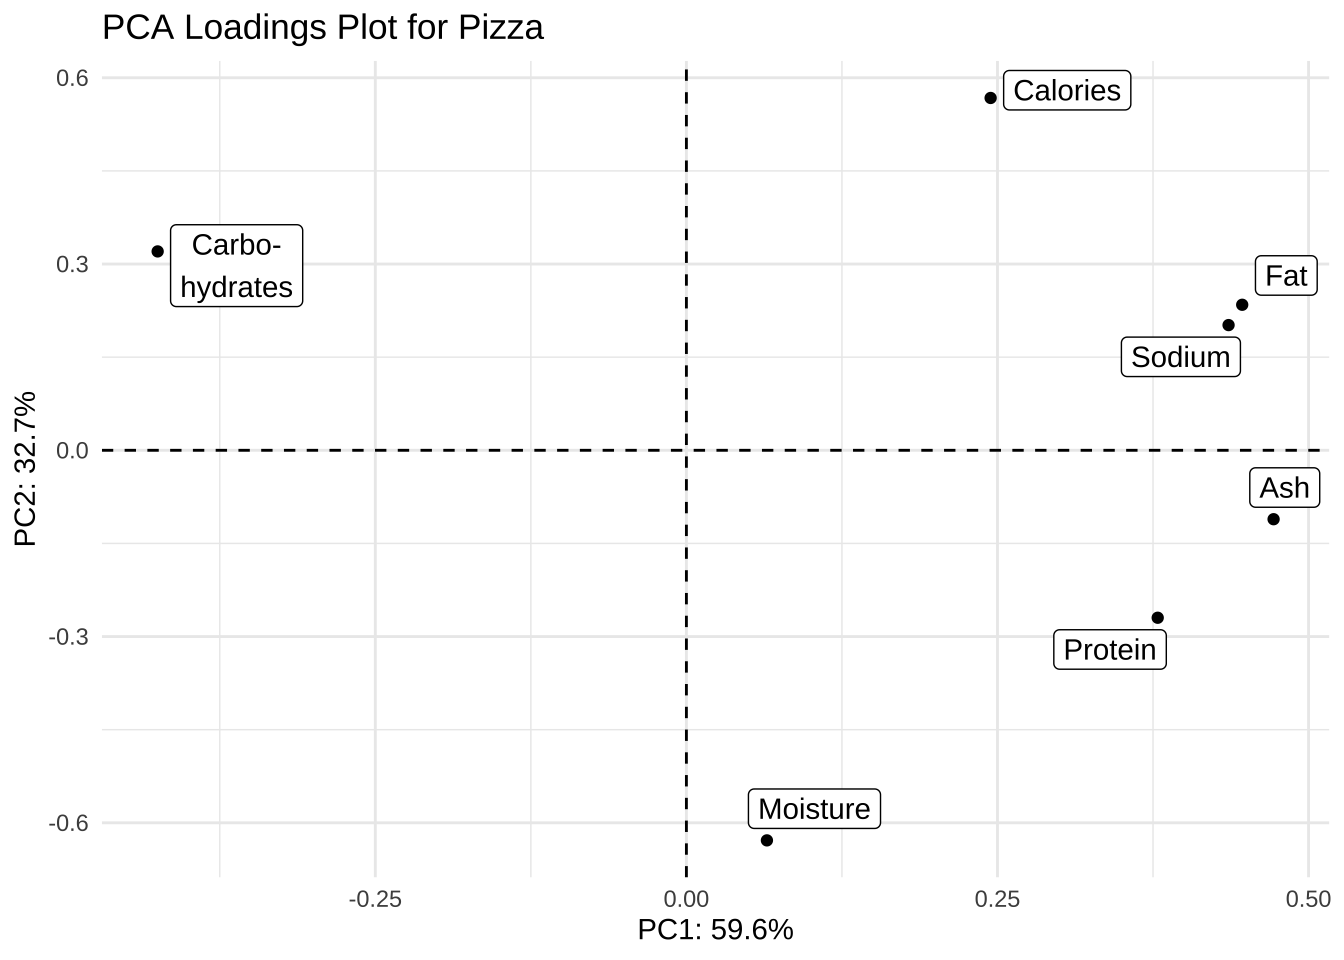 PCA Loadings Plot for Pizza
0.6
Calories
Carbo-
hydrates
0.3
Fat
Sodium
PC2: 32.7%
0.0
Ash
-0.3
Protein
Moisture
-0.6
-0.25
0.00
0.25
0.50
PC1: 59.6%